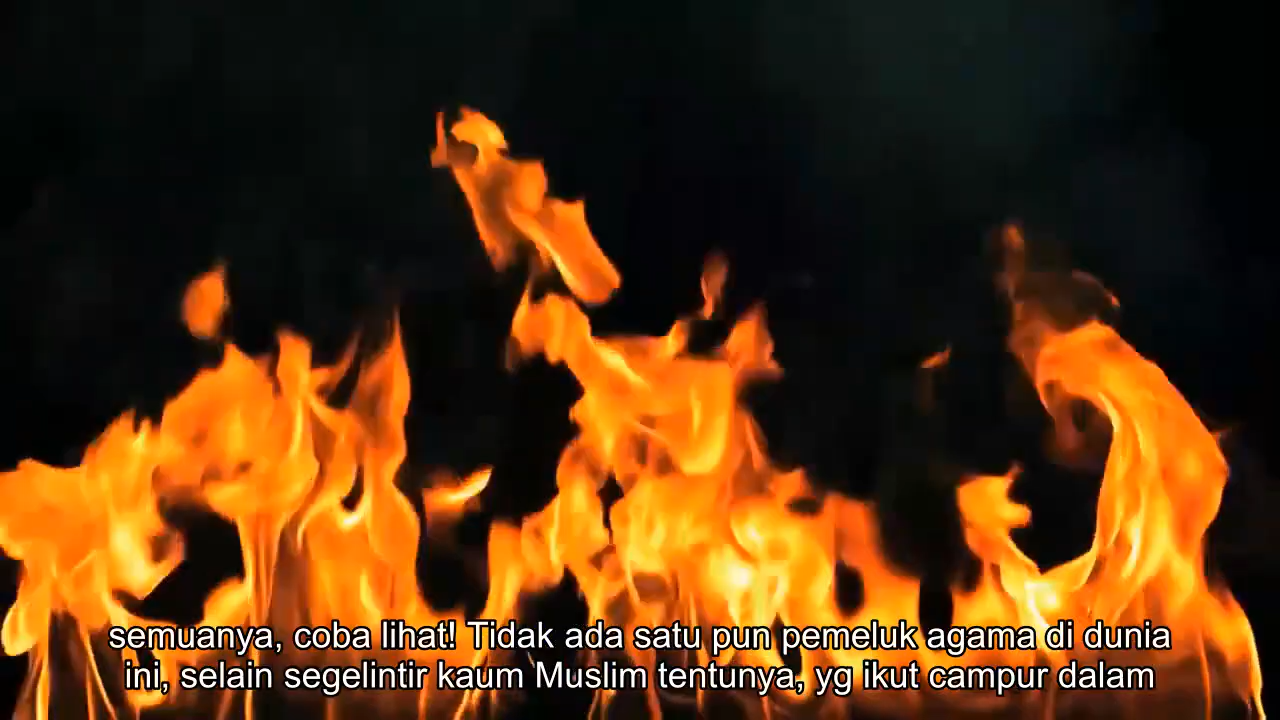 semuanya, coba lihat! Tidak ada satu pun pemeluk agama di dunia
ini, selain segelintir kaum Muslim tentunya, yg ikut campur dalam